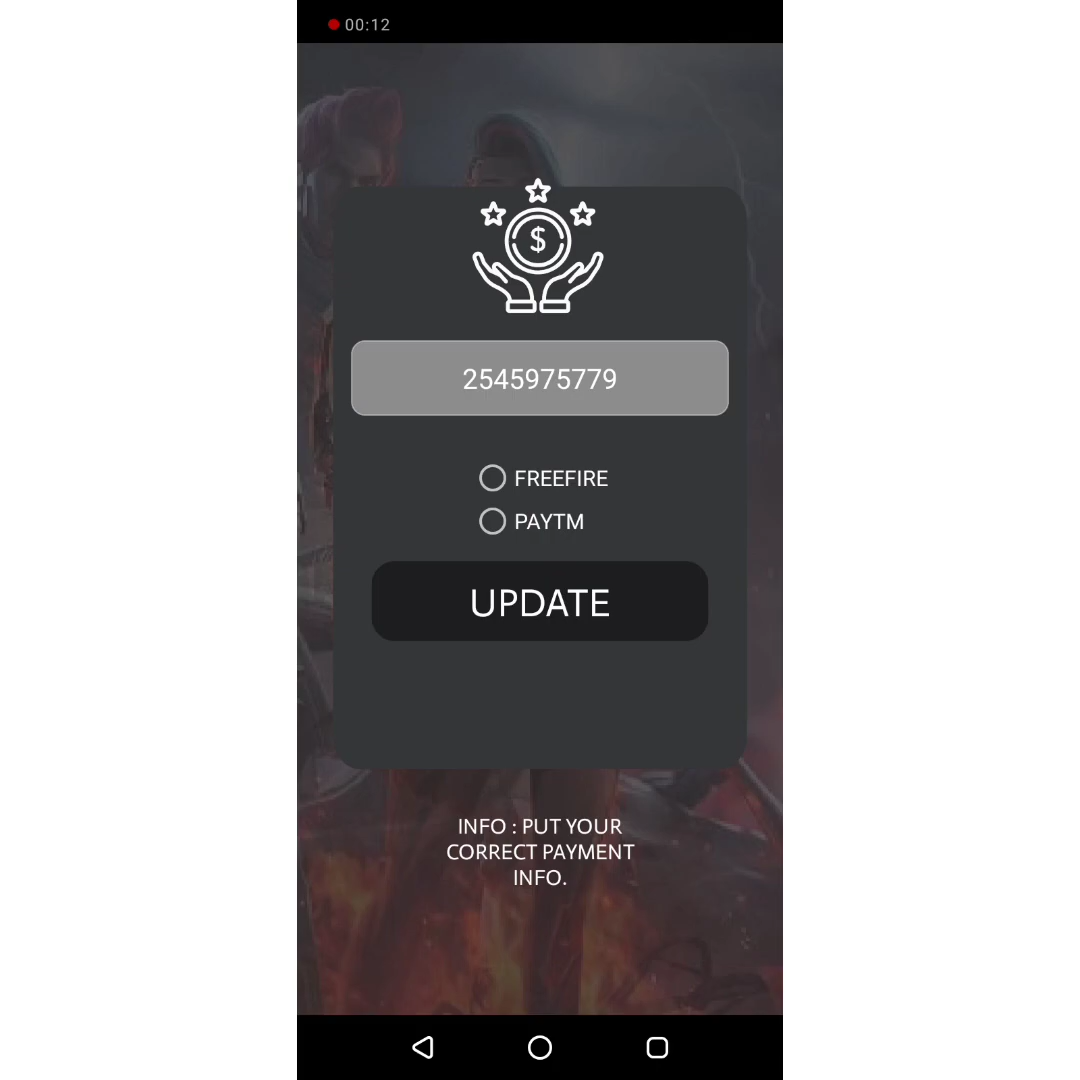 00:12
$
2545975779
FREEFIRE
PAYTM
UPDATE
INFO : PUT YOUR
CORRECT PAYMENT
INFO.